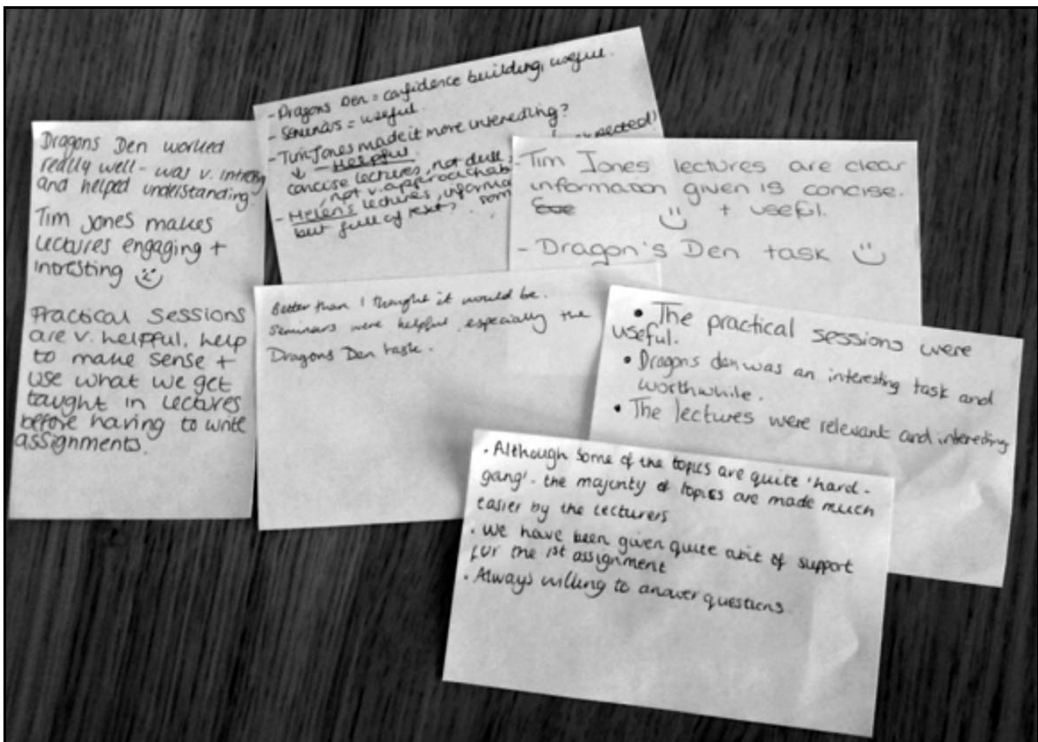 Dragons Den worked
really well - was v. intres
and helped understanding.
Tim Jones makes
lectures engaging +
intresting
Practical sessions
are v. helpful, help
to make sense +
use what we get
taught in lectures
before having to write
assignments.
- Dragons Den = confidence building, useful.
- Seminars = useful.
- Tim Jones made it more interesting?
↓ - Helpful
concise lectures, not dull,
not v. approachab
- Helen's lectures, informa
but full of
- Tim Jones lectures are clear
information given is concise.
+ useful.
- Dragon's Den task
Better than I thought it would be.
Seminars were helpful, especially the
Dragons Den task.
• The practical sessions were
useful.
• Dragons den was an interesting task and
worthwhile.
• The lectures were relevant and interesting
• Although some of the topics are quite 'hard-
gang' - the majority of topics are made much
easier by the lecturers
• We have been given quite abit of support
for the 1st assignment
• Always willing to answer questions.